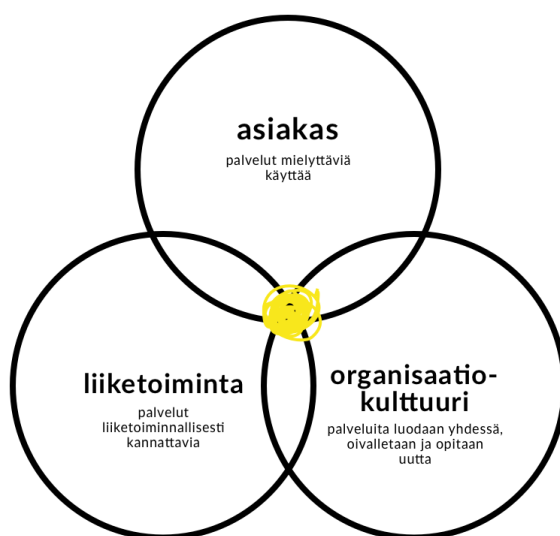 asiakas
palvelut mielyttäviä
käyttää
liiketoiminta
palvelut
liiketoiminnallisesti
kannattavia
organisaatio-
kulttuuri
palveluita luodaan yhdessä,
oivalletaan ja opitaan
uutta